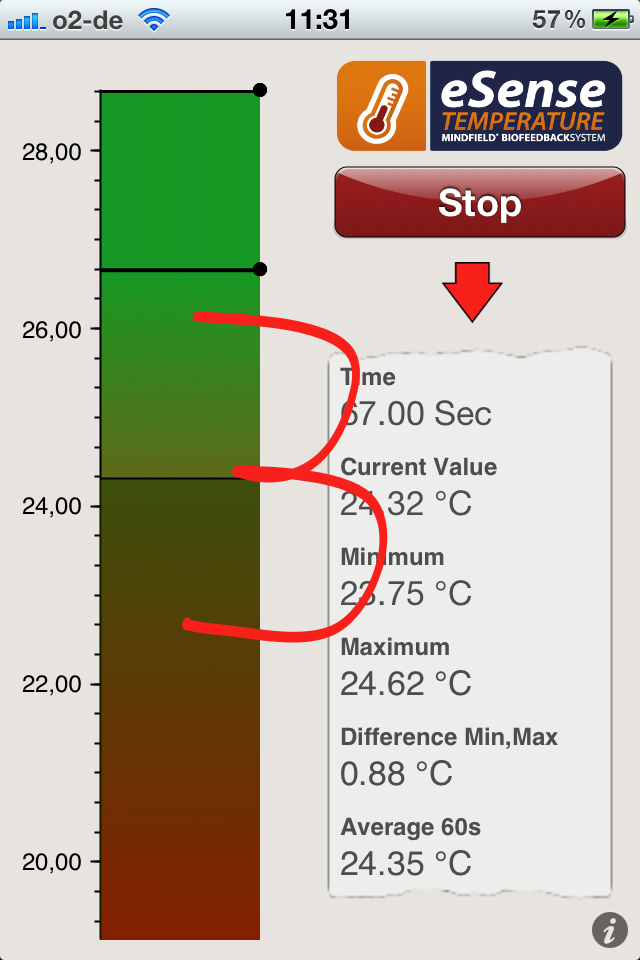 o2-de 11:31 57%
eSense
TEMPERATURE
MINDFIELD® BIOFEEDBACKSYSTEM
Stop
28,00
26,00
24,00
22,00
20,00
Time
67.00 Sec
Current Value
24.32 °C
Minimum
23.75 °C
Maximum
24.62 °C
Difference Min,Max
0.88 °C
Average 60s
24.35 °C
i